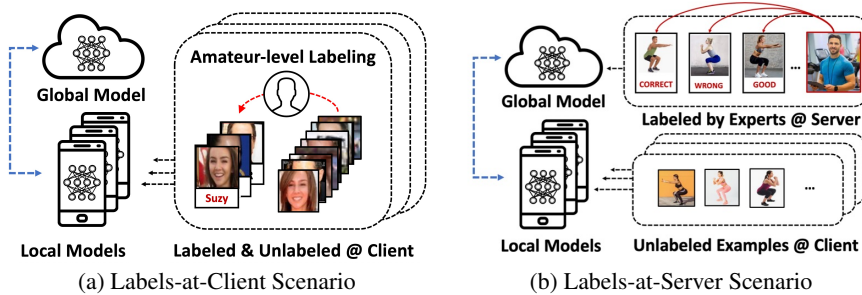 Amateur-level Labeling
Global Model
Suzy
Local Models
Labeled & Unlabeled @ Client
(a) Labels-at-Client Scenario
CORRECT
WRONG
GOOD
...
Global Model
Labeled by Experts @ Server
...
Local Models
Unlabeled Examples @ Client
(b) Labels-at-Server Scenario